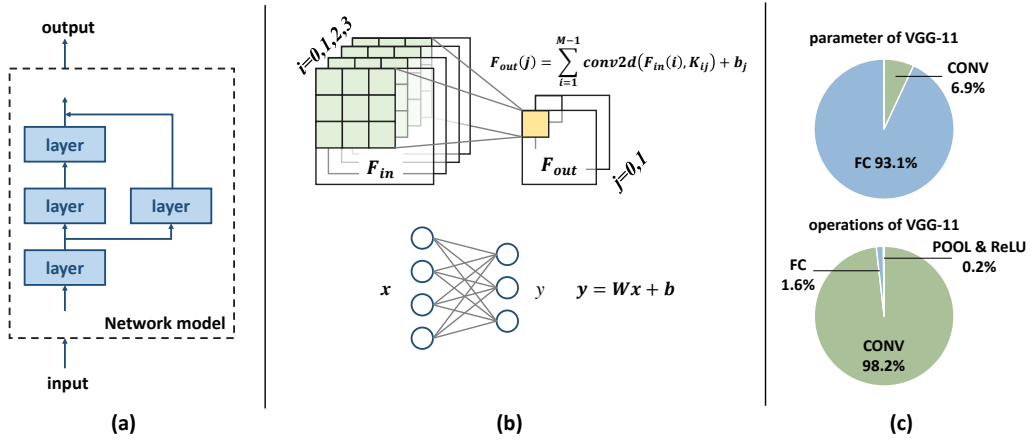 output
layer
layer
layer
layer
Network model
input
(a)
i=0,1,2,3
F_in
F_out(j) = ∑_{i=1}^{M-1} conv2d(F_in(i), K_ij) + b_j
F_out
j=0,1
x
y
y = Wx + b
(b)
parameter of VGG-11
CONV
6.9%
FC 93.1%
operations of VGG-11
POOL & ReLU
0.2%
FC
1.6%
CONV
98.2%
(c)